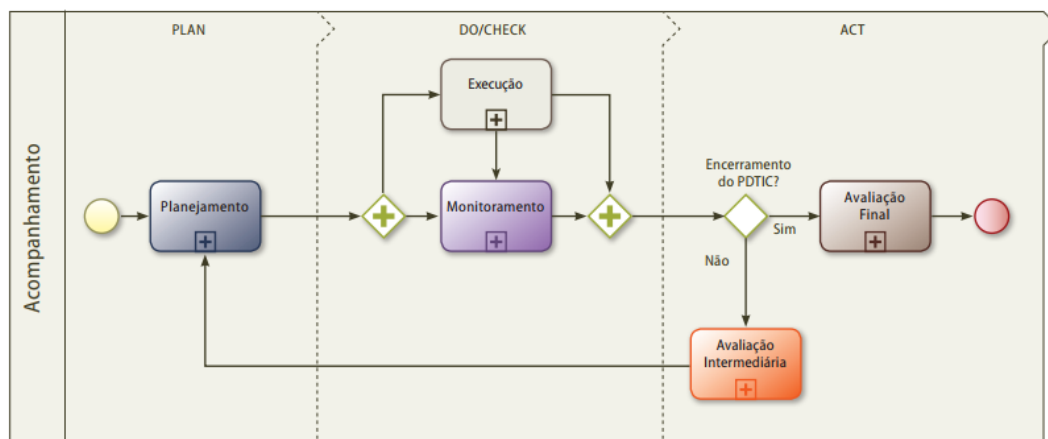 PLAN
DO/CHECK
ACT
Acompanhamento
Execução
Planejamento
Monitoramento
Encerramento
do PDTIC?
Sim
Não
Avaliação
Final
Avaliação
Intermediária